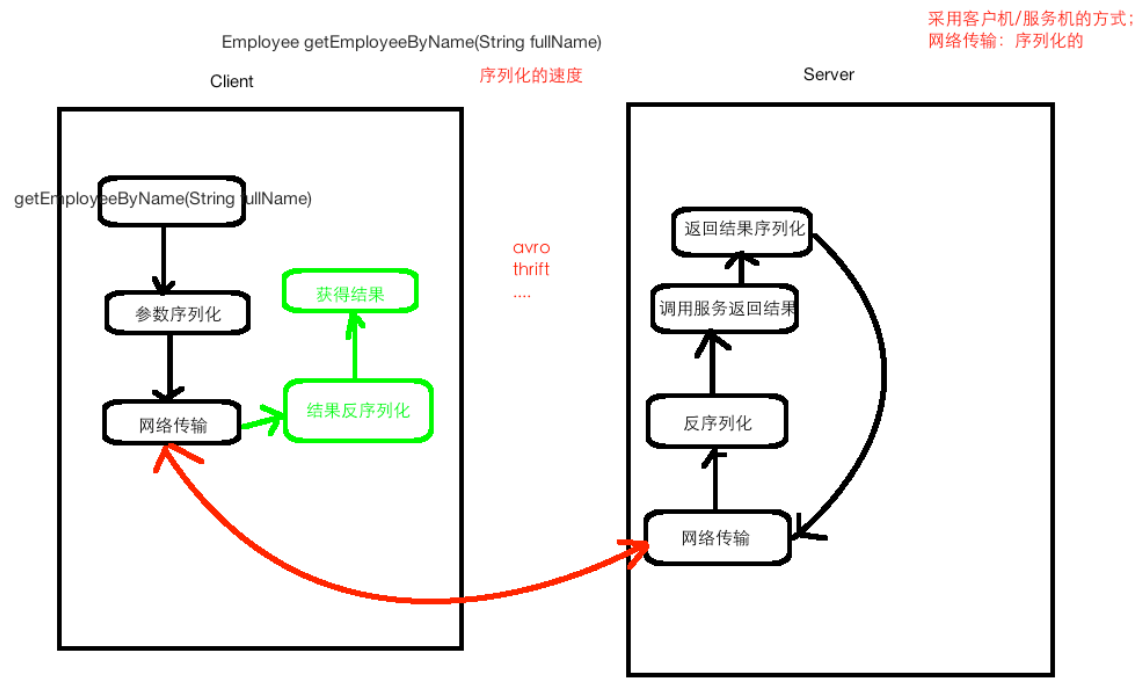 采用客户机/服务机的方式；
网络传输：序列化的
Employee getEmployeeByName(String fullName)
序列化的速度
Client
Server
getEmployeeByName(String fullName)
参数序列化
网络传输
获得结果
结果反序列化
avro
thrift
....
返回结果序列化
调用服务返回结果
反序列化
网络传输